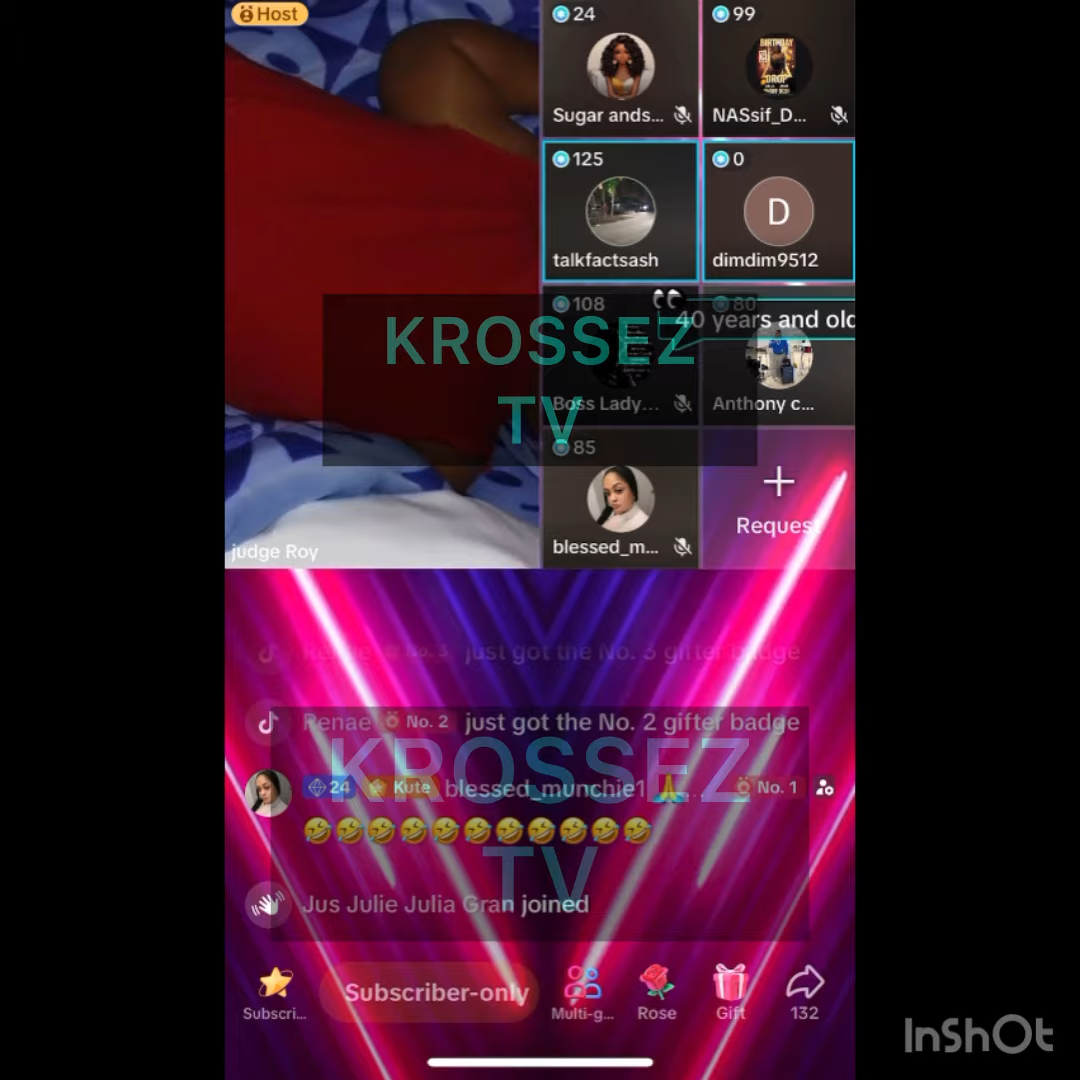 Host
24
99
Sugar ands...
NASsif_D...
125
0
D
talkfactsash
dimdim9512
108
80
40 years and old
KROSSEZ
TV
Boss Lady...
Anthony c...
85
Request
blessed_m...
judge Roy
Renae No. 3 just got the No. 3 gifter badge
Renae No. 2 just got the No. 2 gifter badge
KROSSEZ
TV
24 Kute blessed_munchie1🙏... No. 1
🤣🤣🤣🤣🤣🤣🤣🤣🤣🤣🤣
Jus Julie Julia Gran joined
Subscriber-only
Subscri...
Multi-g...
Rose
Gift
132
InShOt